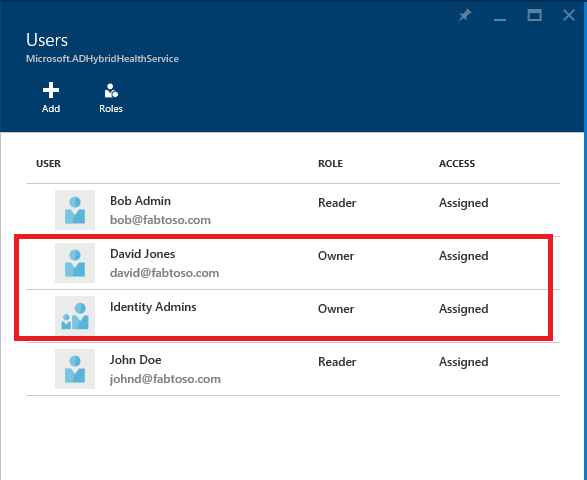 Users
Microsoft.ADHybridHealthService
Add Roles
USER ROLE ACCESS
Bob Admin Reader Assigned
bob@fabtoso.com
David Jones Owner Assigned
david@fabtoso.com
Identity Admins Owner Assigned
John Doe Reader Assigned
johnd@fabtoso.com